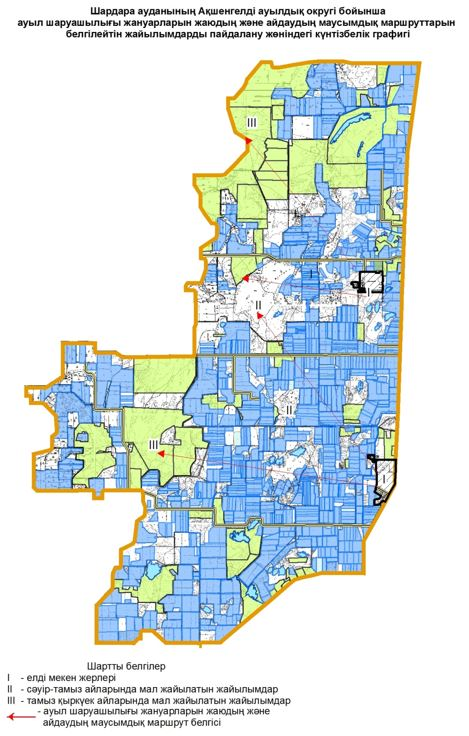 Шардара ауданының Ақшенгелді ауылдық округі бойынша
ауыл шаруашылығы жануарларын жаюдың және айдаудың маусымдық маршруттарын
белгілейтін жайылымдарды пайдалану жөніндегі күнтізбелік графигі
III
I
I
II
II
III
I
Шартты белгілер
I - елді мекен жерлері
II - сәуір-тамыз айларында мал жайылатын жайылымдар
III - тамыз қыркүек айларында мал жайылатын жайылымдар
- ауыл шаруашылығы жануарларын жаюдың және
айдаудың маусымдық маршрут белгісі